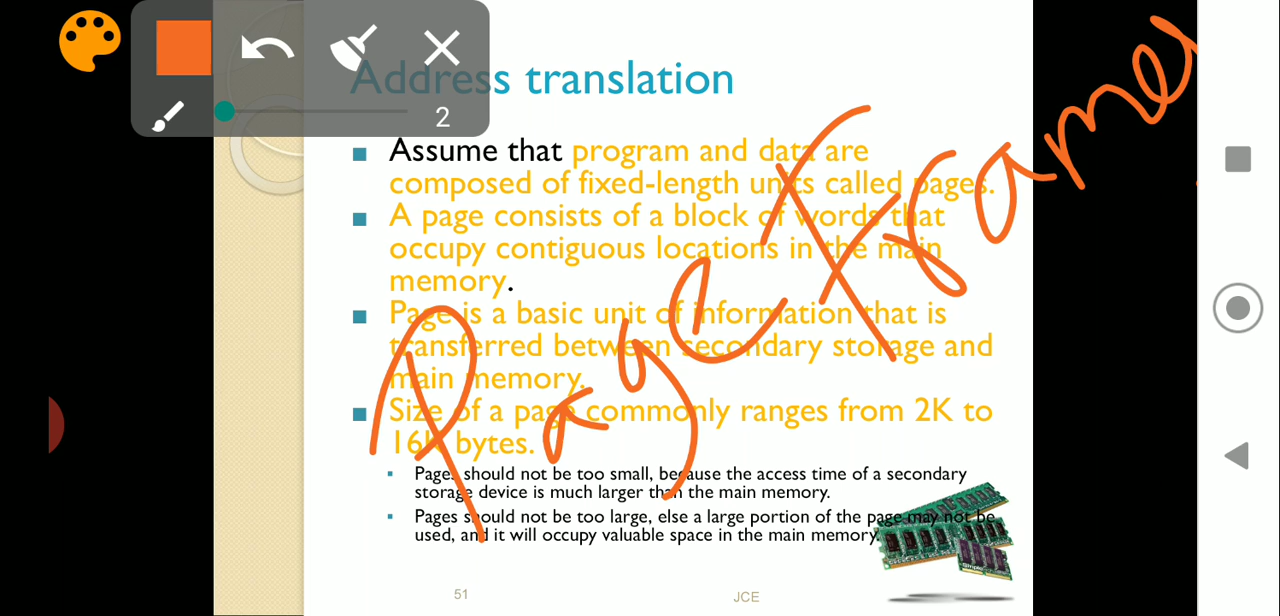 2
Address translation
Assume that program and data are
composed of fixed-length units called pages.
A page consists of a block of words that
occupy contiguous locations in the main
memory.
Page is a basic unit of information that is
transferred between secondary storage and
main memory.
Size of a page commonly ranges from 2K to
16K bytes.
Pages should not be too small, because the access time of a secondary
storage device is much larger than the main memory.
Pages should not be too large, else a large portion of the page may not be
used, and it will occupy valuable space in the main memory.
Page Frame
51
JCE